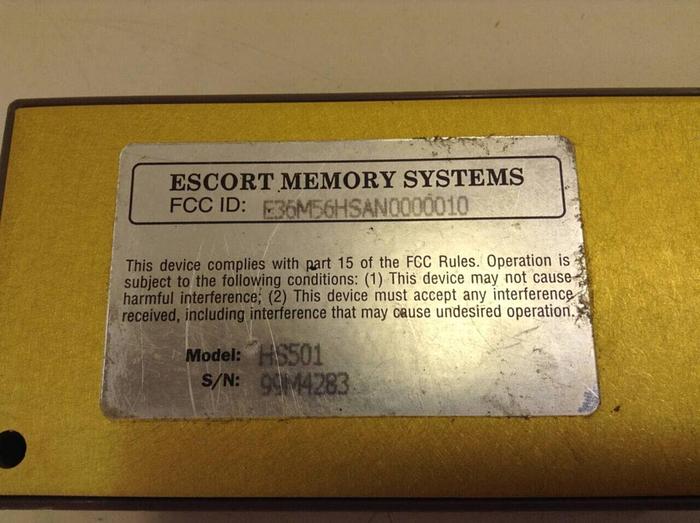 ESCORT MEMORY SYSTEMS
FCC ID: E36M56HSAN0000010
This device complies with part 15 of the FCC Rules. Operation is
subject to the following conditions: (1) This device may not cause
harmful interference; (2) This device must accept any interference
received, including interference that may cause undesired operation.
Model: HS501
S/N: 99M4283